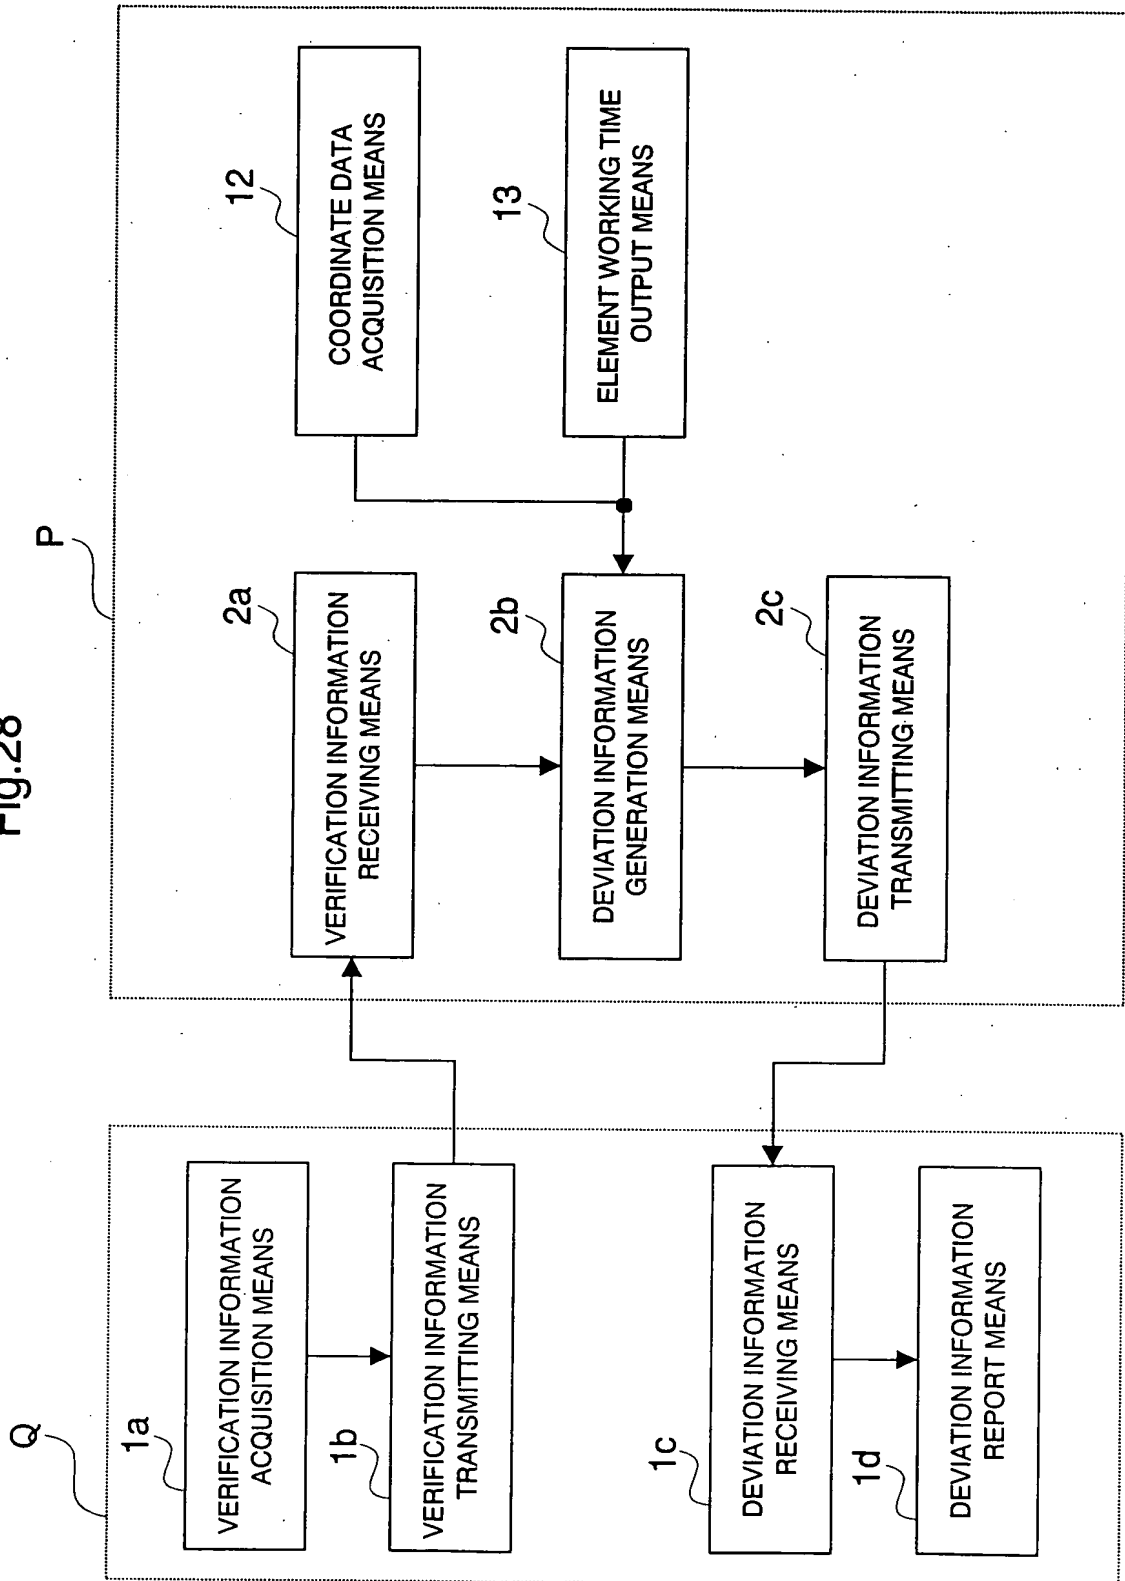 Fig.28
Q
1a
VERIFICATION INFORMATION
ACQUISITION MEANS
1b
VERIFICATION INFORMATION
TRANSMITTING MEANS
1c
DEVIATION INFORMATION
RECEIVING MEANS
1d
DEVIATION INFORMATION
REPORT MEANS
P
2a
VERIFICATION INFORMATION
RECEIVING MEANS
2b
DEVIATION INFORMATION
GENERATION MEANS
2c
DEVIATION INFORMATION
TRANSMITTING MEANS
12
COORDINATE DATA
ACQUISITION MEANS
13
ELEMENT WORKING TIME
OUTPUT MEANS